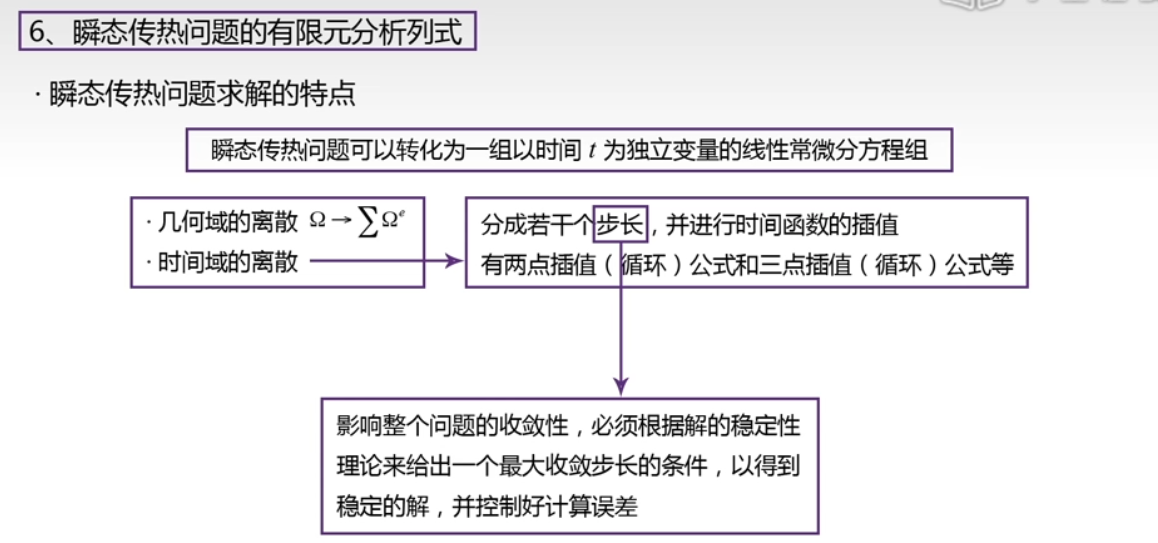 6、瞬态传热问题的有限元分析列式
· 瞬态传热问题求解的特点
瞬态传热问题可以转化为一组以时间 t 为独立变量的线性常微分方程组
· 几何域的离散 Ω→∑Ωᵉ
· 时间域的离散
分成若干个步长，并进行时间函数的插值
有两点插值（循环）公式和三点插值（循环）公式等
影响整个问题的收敛性，必须根据解的稳定性
理论来给出一个最大收敛步长的条件，以得到
稳定的解，并控制好计算误差